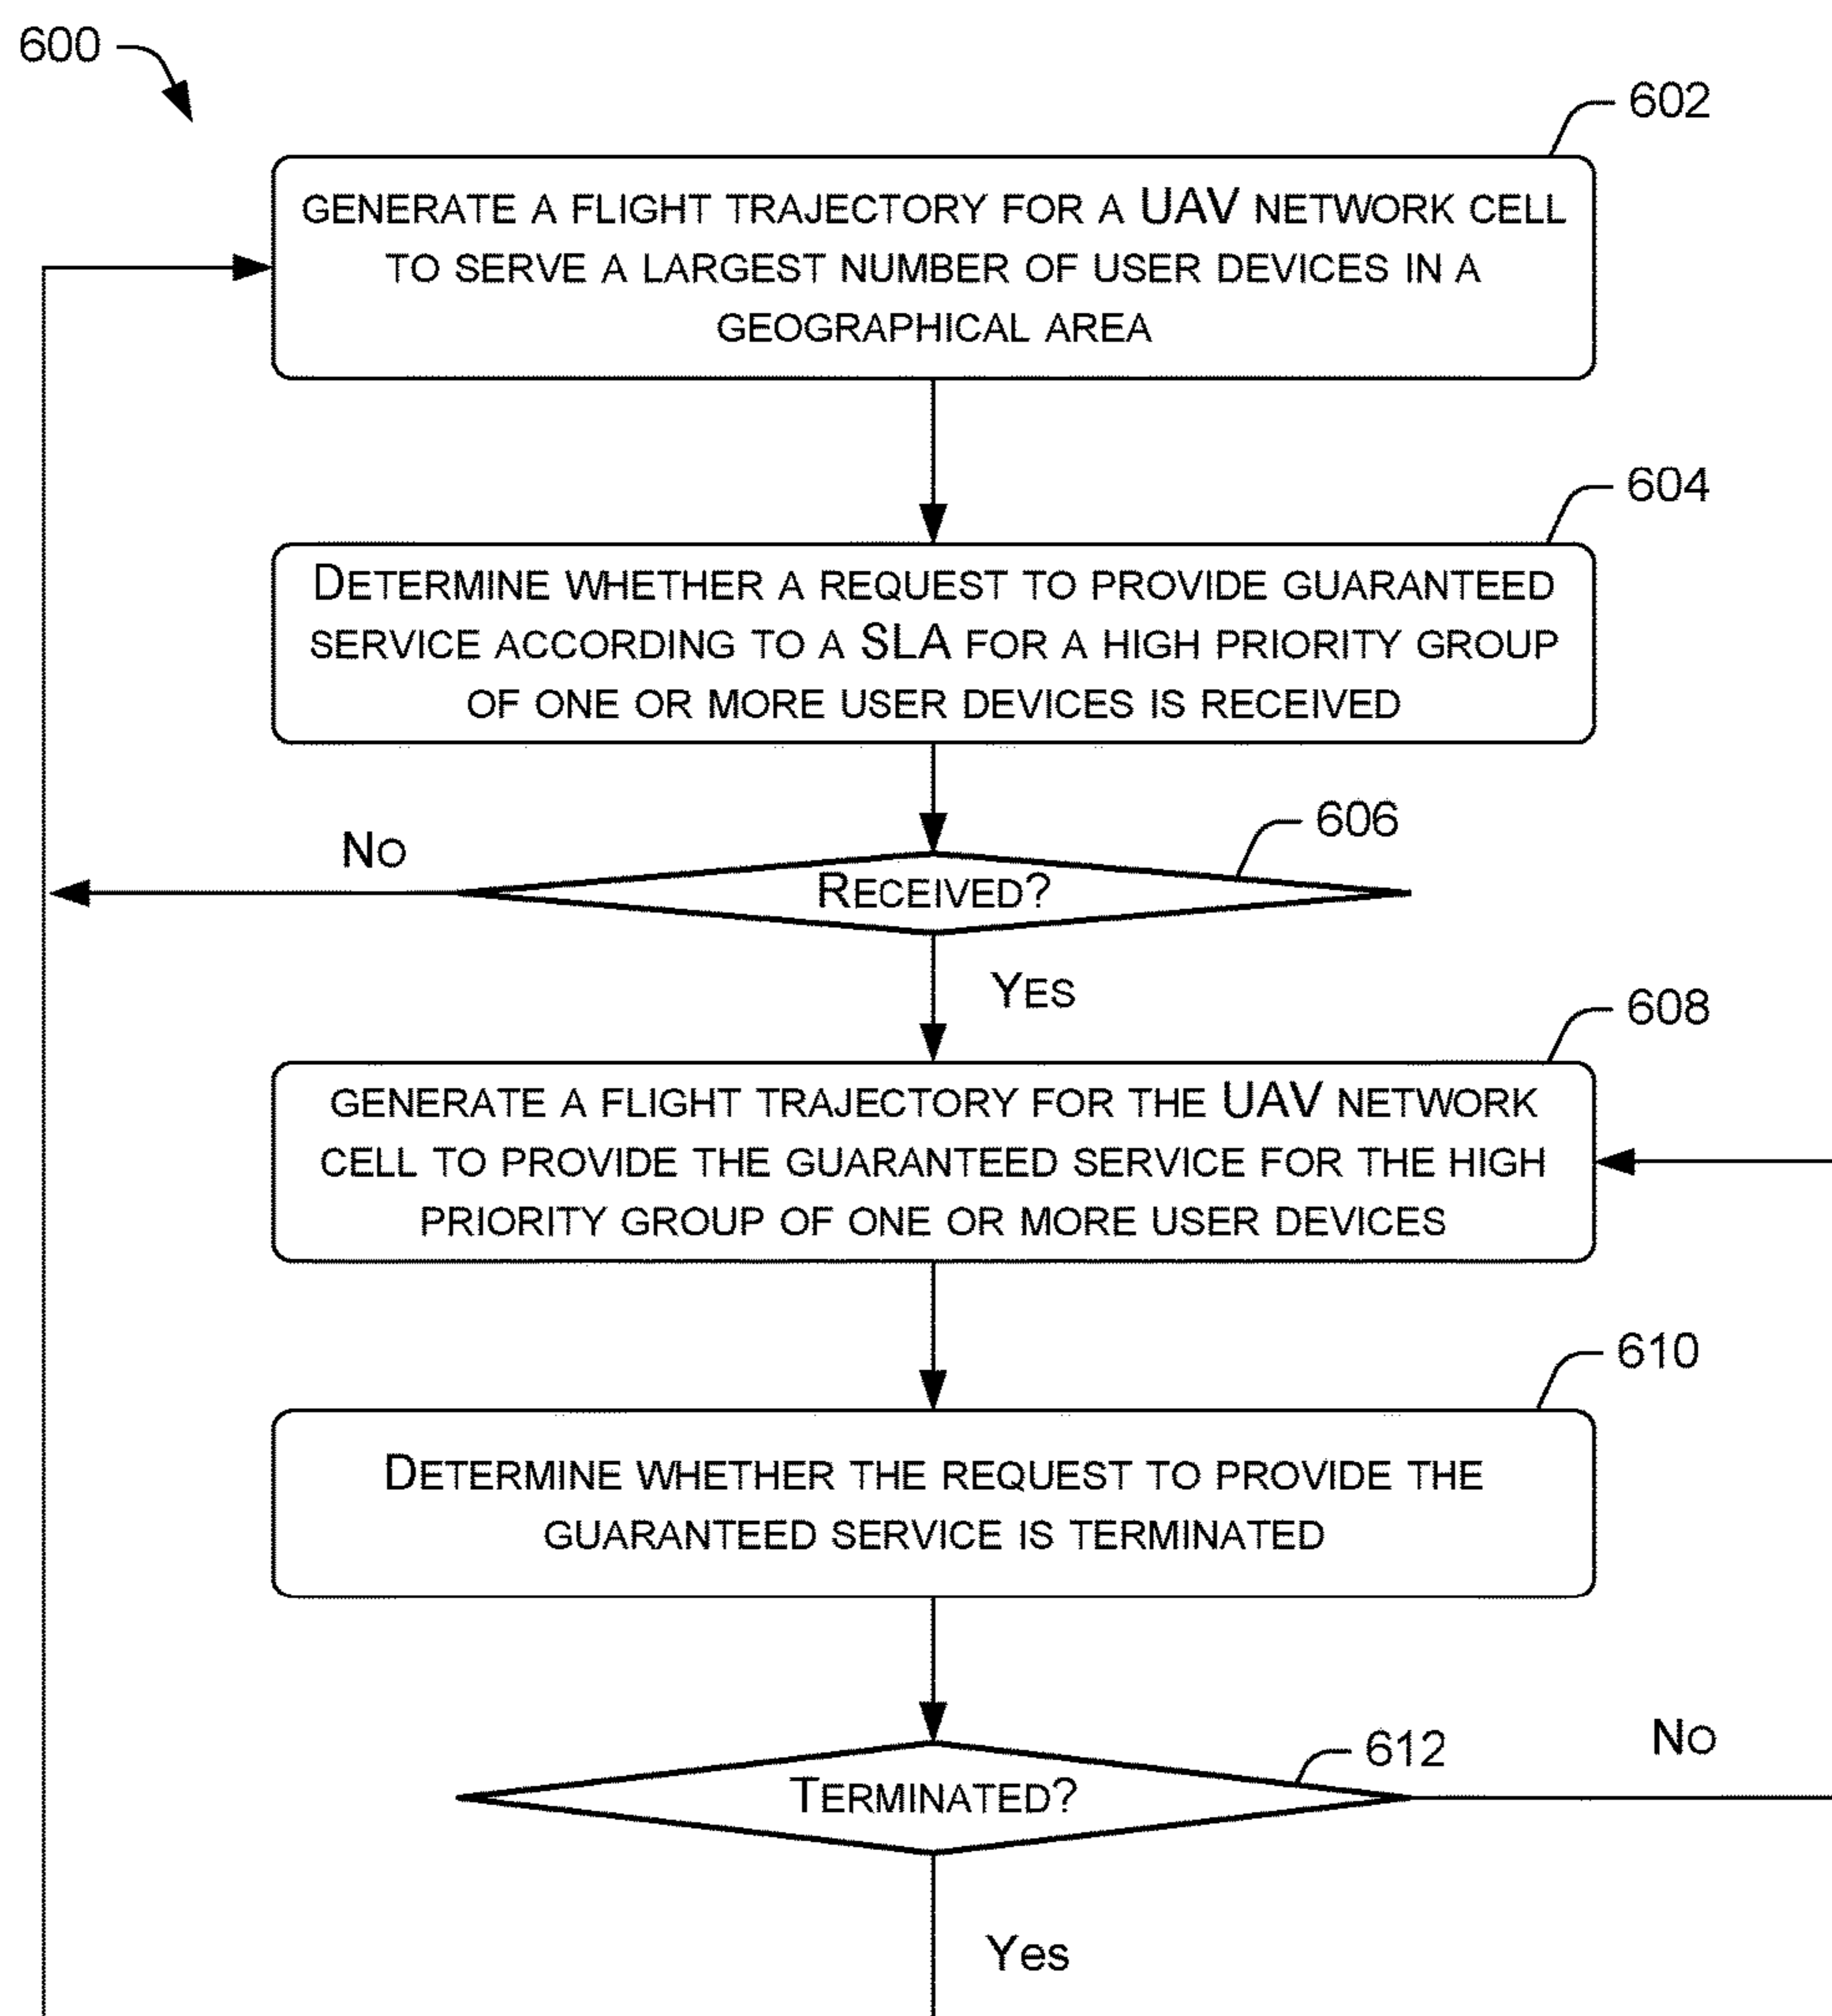 600
602
GENERATE A FLIGHT TRAJECTORY FOR A UAV NETWORK CELL
TO SERVE A LARGEST NUMBER OF USER DEVICES IN A
GEOGRAPHICAL AREA
604
DETERMINE WHETHER A REQUEST TO PROVIDE GUARANTEED
SERVICE ACCORDING TO A SLA FOR A HIGH PRIORITY GROUP
OF ONE OR MORE USER DEVICES IS RECEIVED
606
NO
RECEIVED?
YES
608
GENERATE A FLIGHT TRAJECTORY FOR THE UAV NETWORK
CELL TO PROVIDE THE GUARANTEED SERVICE FOR THE HIGH
PRIORITY GROUP OF ONE OR MORE USER DEVICES
610
DETERMINE WHETHER THE REQUEST TO PROVIDE THE
GUARANTEED SERVICE IS TERMINATED
612
NO
TERMINATED?
Yes